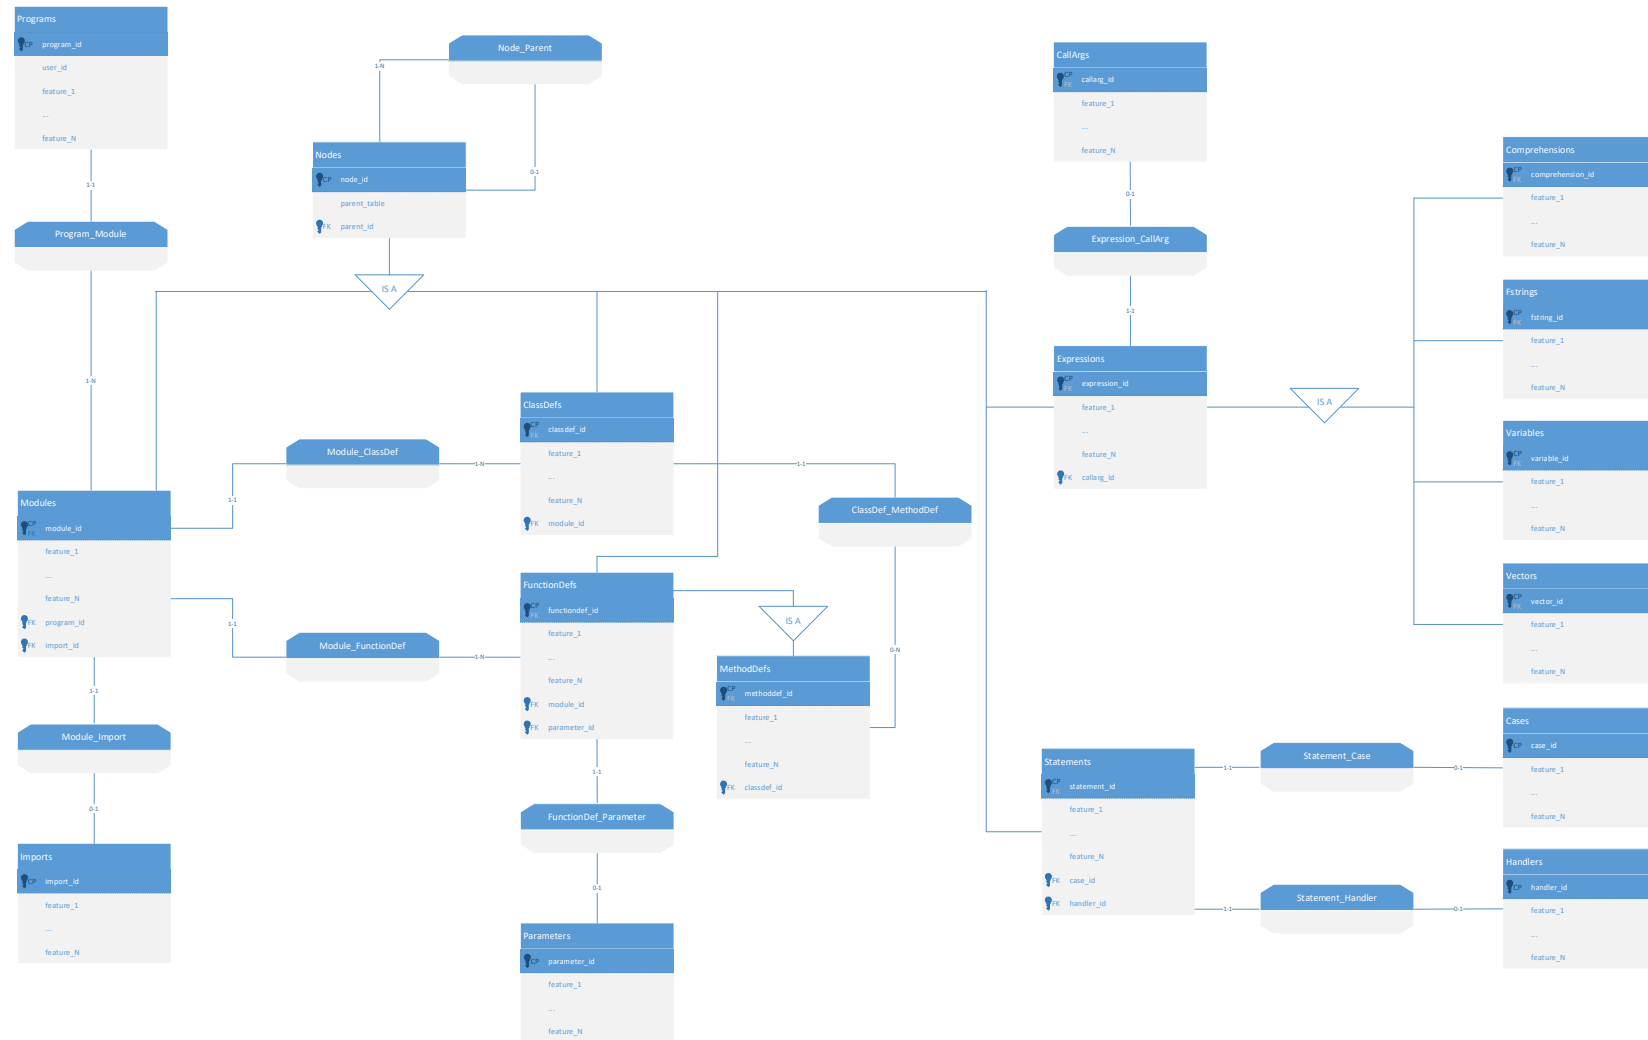 Programs
CP program_id
user_id
feature_1
...
feature_N
1-1
Program_Module
1-N
Node_Parent
1-N
0-1
Nodes
CP node_id
parent_table
FK parent_id
IS A
CallArgs
CP
FK
callarg_id
feature_1
...
feature_N
0-1
Expression_CallArg
1-1
Expressions
CP
FK
expression_id
feature_1
...
feature_N
FK callarg_id
IS A
Comprehensions
CP
FK
comprehension_id
feature_1
...
feature_N
Fstrings
CP
FK
fstring_id
feature_1
...
feature_N
Variables
CP
FK
variable_id
feature_1
...
feature_N
Vectors
CP
FK
vector_id
feature_1
...
feature_N
Modules
CP
FK
module_id
feature_1
...
feature_N
FK program_id
FK import_id
1-1
Module_ClassDef
1-N
1-1
Module_FunctionDef
1-N
ClassDefs
CP
FK
classdef_id
feature_1
...
feature_N
FK module_id
1-1
ClassDef_MethodDef
0-N
FunctionDefs
CP
FK
functiondef_id
feature_1
...
feature_N
FK module_id
FK parameter_id
IS A
MethodDefs
CP
FK
methoddef_id
feature_1
...
feature_N
FK classdef_id
1-1
Module_Import
0-1
Imports
CP import_id
feature_1
...
feature_N
1-1
FunctionDef_Parameter
0-1
Parameters
CP parameter_id
feature_1
...
feature_N
Statements
CP
FK
statement_id
feature_1
...
feature_N
FK case_id
FK handler_id
1-1
Statement_Case
0-1
1-1
Statement_Handler
0-1
Cases
CP case_id
feature_1
...
feature_N
Handlers
CP handler_id
feature_1
...
feature_N